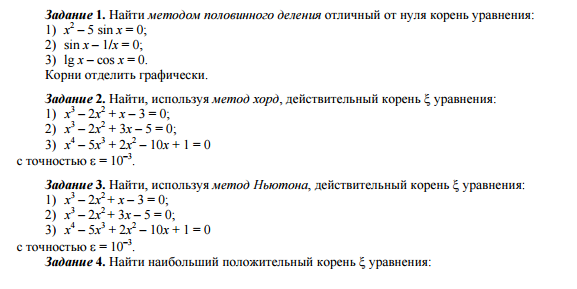 Задание 1. Найти методом половинного деления отличный от нуля корень уравнения:
1) x² – 5 sin x = 0;
2) sin x – 1/x = 0;
3) lg x – cos x = 0.
Корни отделить графически.
Задание 2. Найти, используя метод хорд, действительный корень ξ уравнения:
1) x³ – 2x² + x – 3 = 0;
2) x³ – 2x² + 3x – 5 = 0;
3) x⁴ – 5x³ + 2x² – 10x + 1 = 0
с точностью ε = 10⁻³.
Задание 3. Найти, используя метод Ньютона, действительный корень ξ уравнения:
1) x³ – 2x² + x – 3 = 0;
2) x³ – 2x² + 3x – 5 = 0;
3) x⁴ – 5x³ + 2x² – 10x + 1 = 0
с точностью ε = 10⁻³.
Задание 4. Найти наибольший положительный корень ξ уравнения: